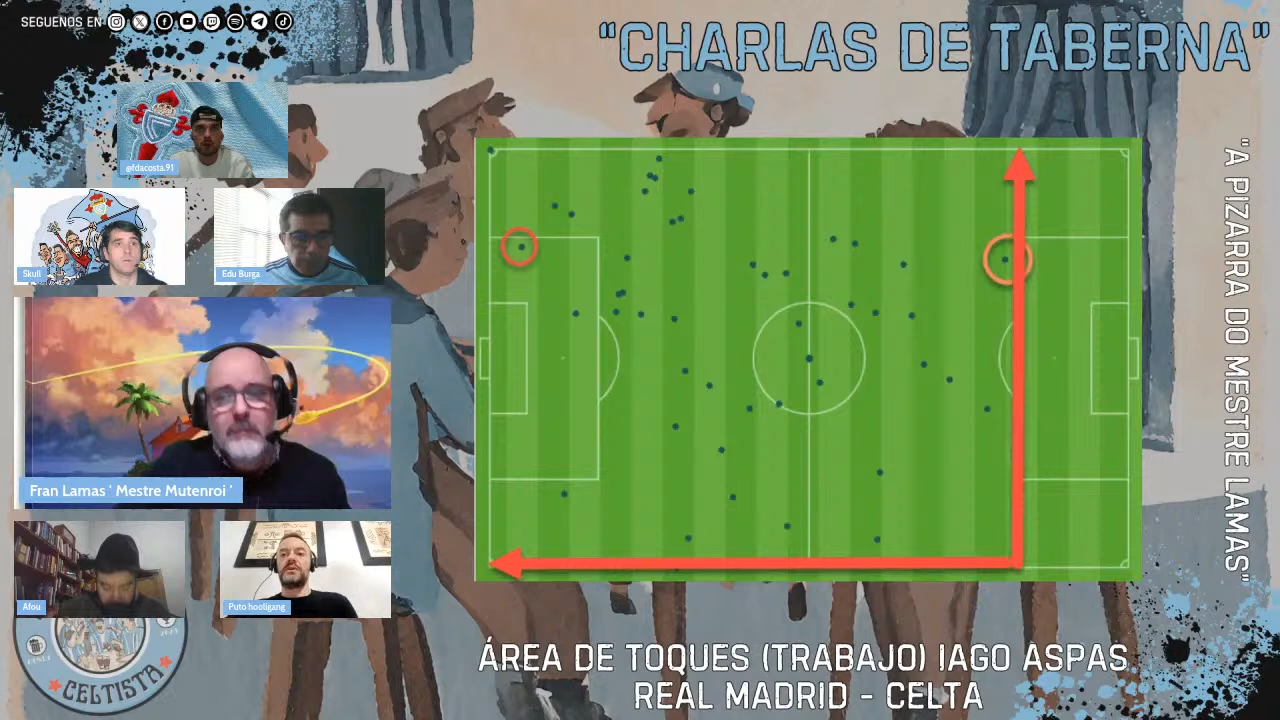 SEGUENOS EN
"CHARLAS DE TABERNA"
@fdacosta.91
Skull
Edu Burga
Fran Lamas ' Mestre Mutenroi '
Afou
Puto hooligang
"A PIZARRA DO MESTRE LAMAS"
CELTISTA
ÁREA DE TOQUES (TRABAJO) IAGO ASPAS
REAL MADRID - CELTA